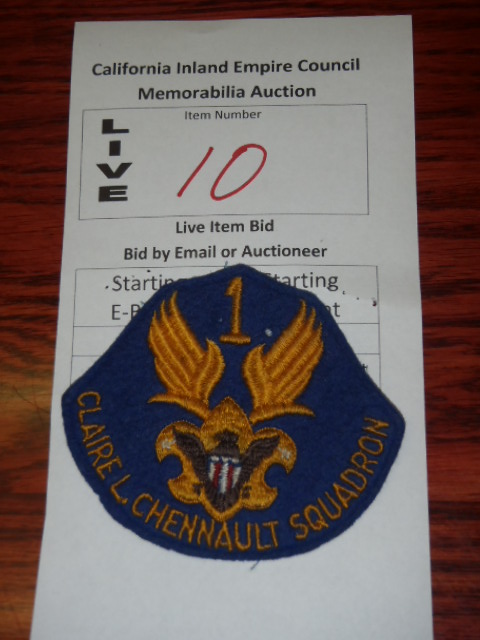 California Inland Empire Council
Memorabilia Auction
Item Number
LIVE
10
Live Item Bid
Bid by Email or Auctioneer
Starting
1
CLAIRE L. CHENNAULT SQUADRON